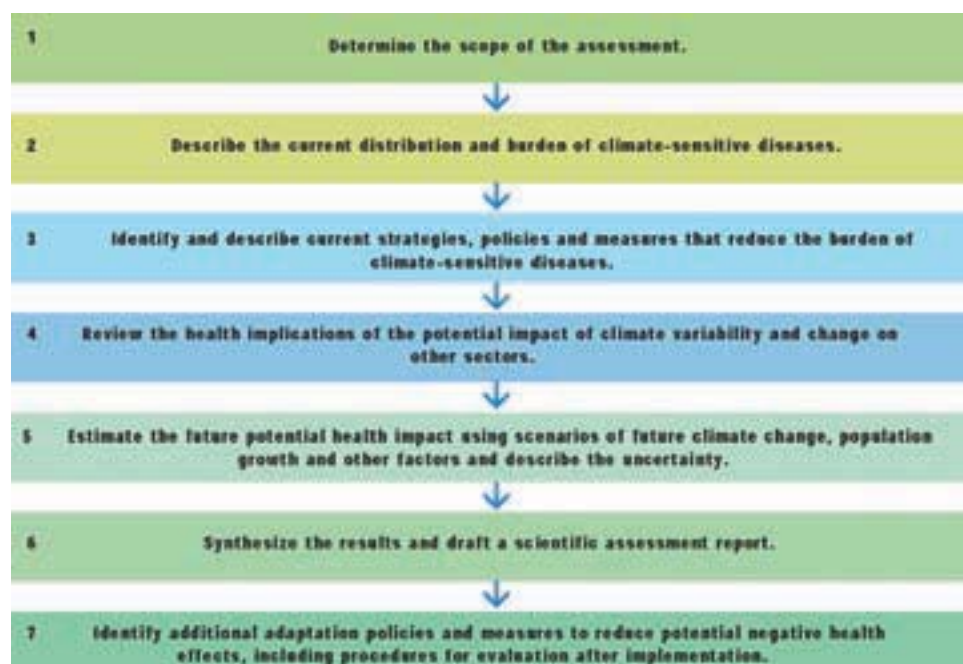 1 Determine the scope of the assessment.
2 Describe the current distribution and burden of climate-sensitive diseases.
3 Identify and describe current strategies, policies and measures that reduce the burden of
climate-sensitive diseases.
4 Review the health implications of the potential impact of climate variability and change on
other sectors.
5 Estimate the future potential health impact using scenarios of future climate change, population
growth and other factors and describe the uncertainty.
6 Synthesize the results and draft a scientific assessment report.
7 Identify additional adaptation policies and measures to reduce potential negative health
effects, including procedures for evaluation after implementation.